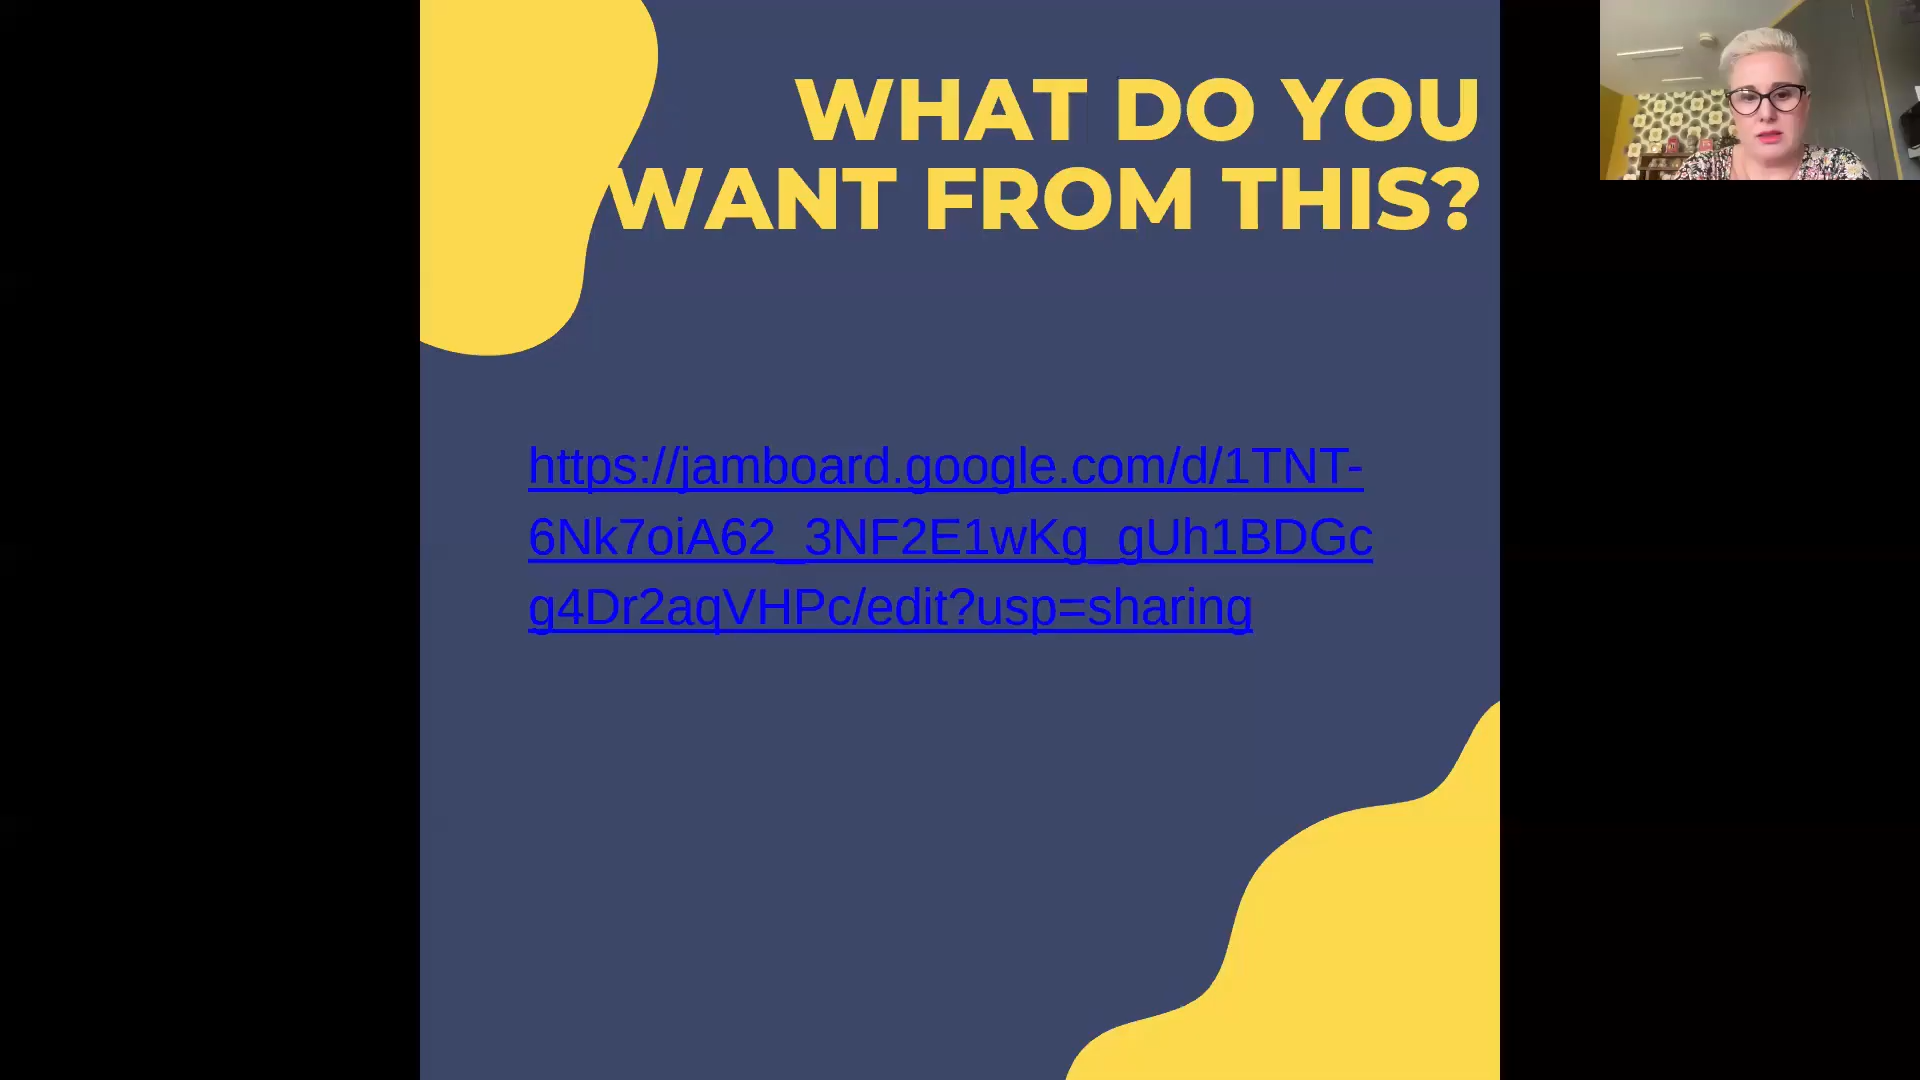 WHAT DO YOU
WANT FROM THIS?
https://jamboard.google.com/d/1TNT-
6Nk7oiA62_3NF2E1wKg_gUh1BDGc
g4Dr2aqVHPc/edit?usp=sharing